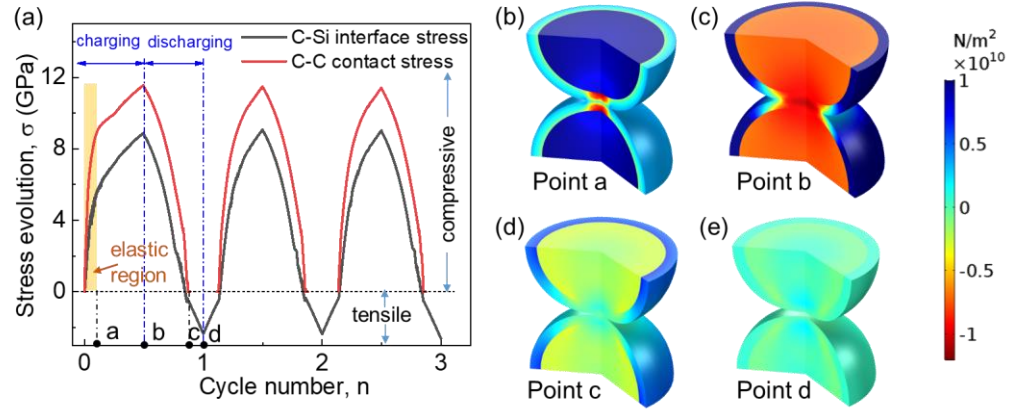 (a)
charging
discharging
C-Si interface stress
C-C contact stress
Stress evolution, σ (GPa)
12
8
4
0
elastic
region
compressive
tensile
a
b
c
d
0
1
2
3
Cycle number, n
(b)
Point a
(c)
Point b
(d)
Point c
(e)
Point d
N/m²
×10¹⁰
1
0.5
0
-0.5
-1